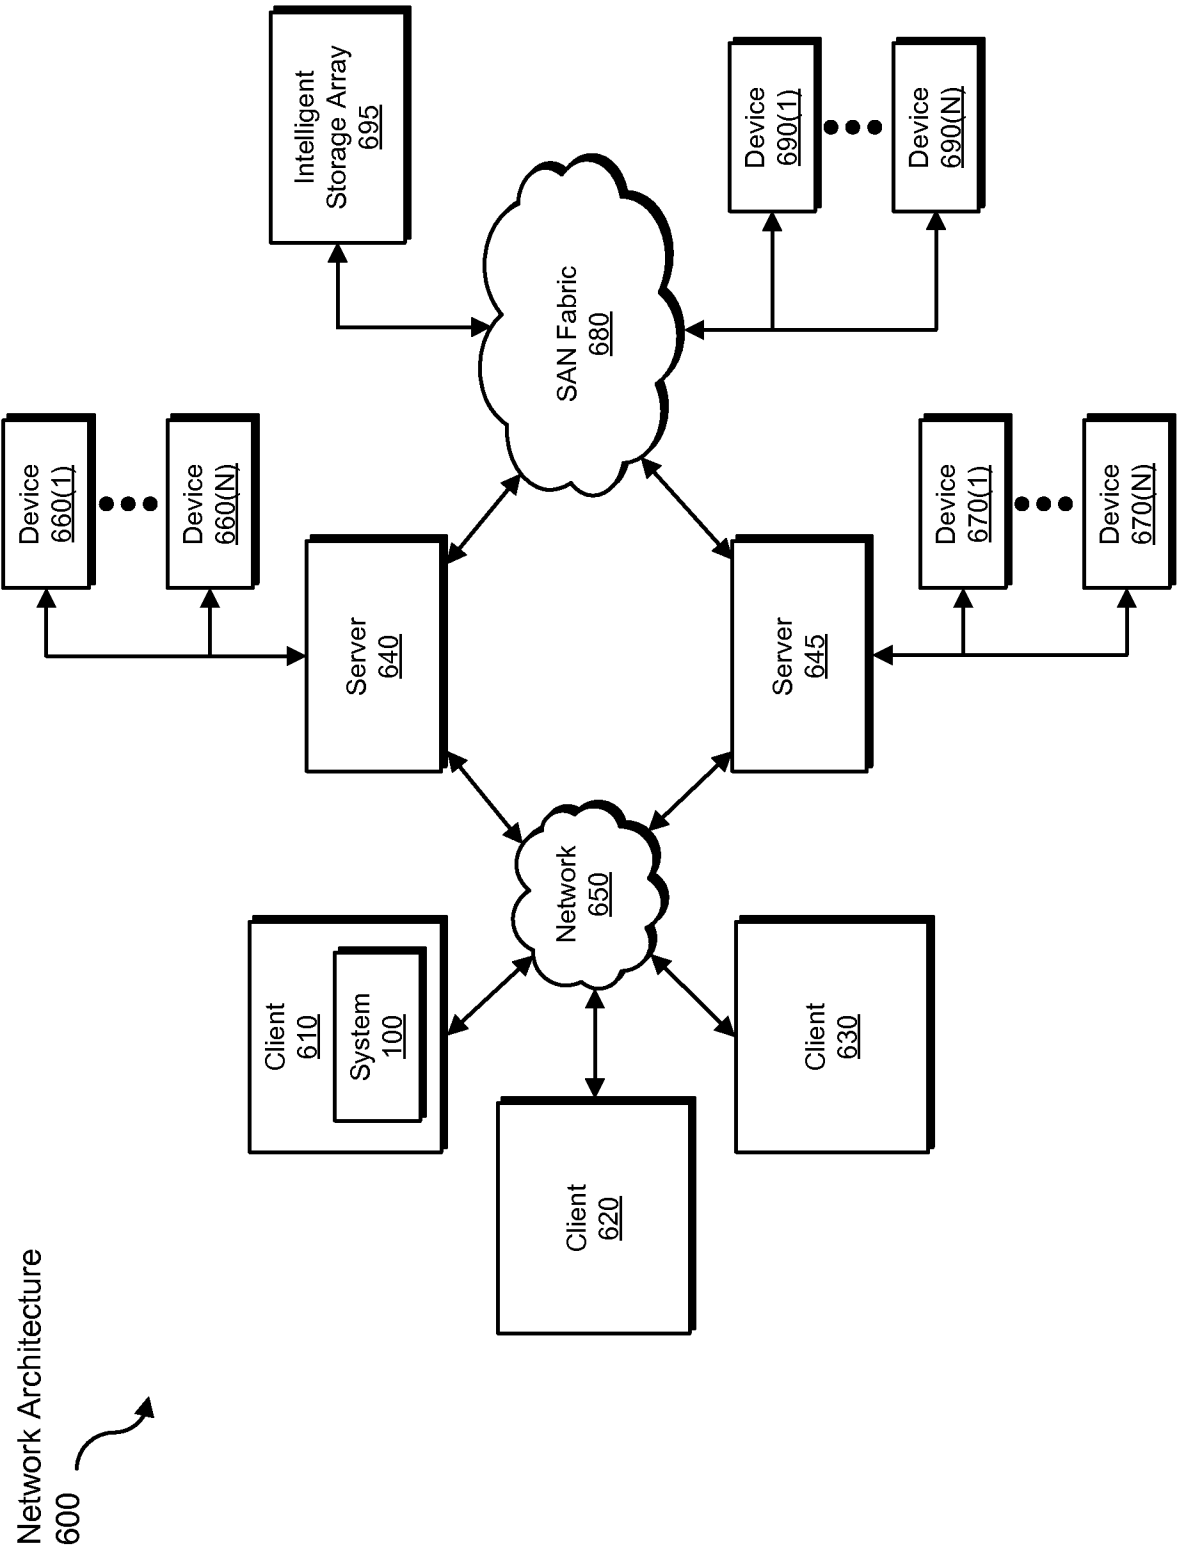 Network Architecture
600
Client
610
System
100
Client
620
Client
630
Network
650
Server
640
Server
645
Device
660(1)
Device
660(N)
Device
670(1)
Device
670(N)
SAN Fabric
680
Intelligent
Storage Array
695
Device
690(1)
Device
690(N)